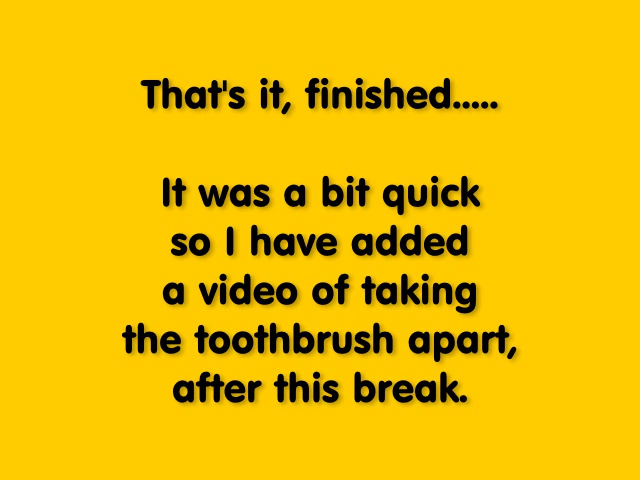 That's it, finished.....
It was a bit quick
so I have added
a video of taking
the toothbrush apart,
after this break.